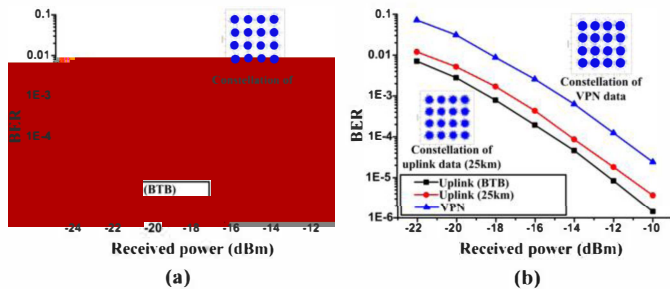 0.1
0.01
1E-3
1E-4
BER
Constellation of
(BTB)
-24 -22 -20 -18 -16 -14 -12
Received power (dBm)
(a)
0.1
0.01
1E-3
1E-4
1E-5
1E-6
BER
Constellation of
VPN data
Constellation of
uplink data (25km)
Uplink (BTB)
Uplink (25km)
VPN
-22 -20 -18 -16 -14 -12 -10
Received power (dBm)
(b)